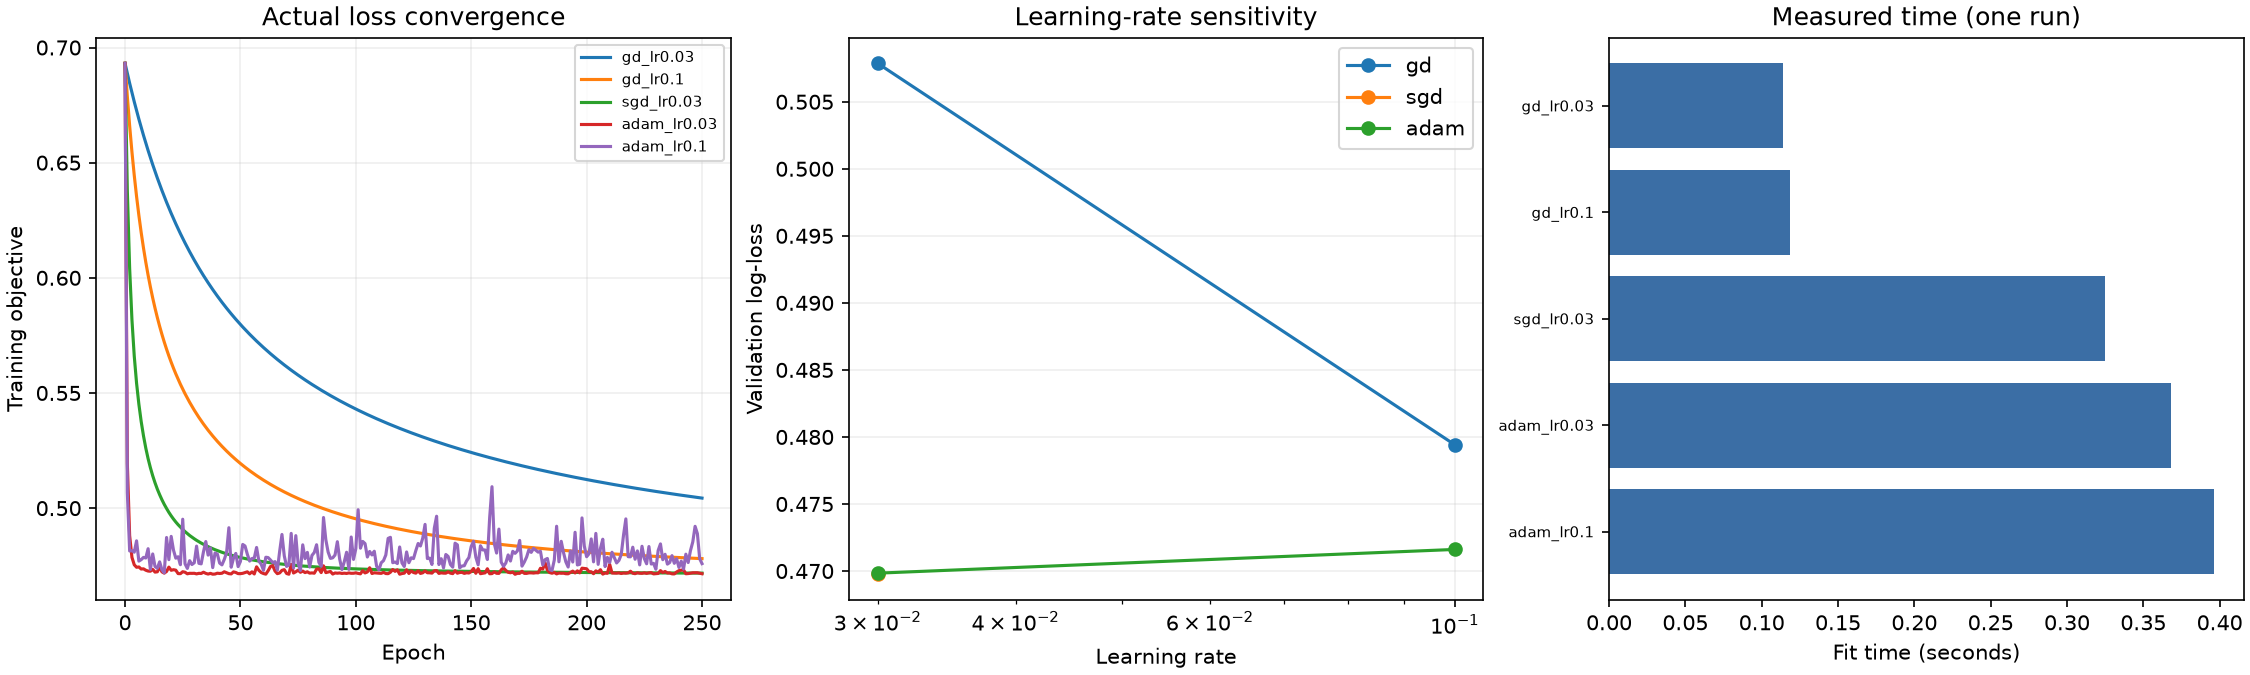 Actual loss convergence
Training objective
0.70
0.65
0.60
0.55
0.50
0
50
100
150
200
250
Epoch
gd_lr0.03
gd_lr0.1
sgd_lr0.03
adam_lr0.03
adam_lr0.1
Learning-rate sensitivity
Validation log-loss
0.505
0.500
0.495
0.490
0.485
0.480
0.475
0.470
3 × 10⁻²
4 × 10⁻²
6 × 10⁻²
10⁻¹
Learning rate
gd
sgd
adam
Measured time (one run)
gd_lr0.03
gd_lr0.1
sgd_lr0.03
adam_lr0.03
adam_lr0.1
0.00
0.05
0.10
0.15
0.20
0.25
0.30
0.35
0.40
Fit time (seconds)